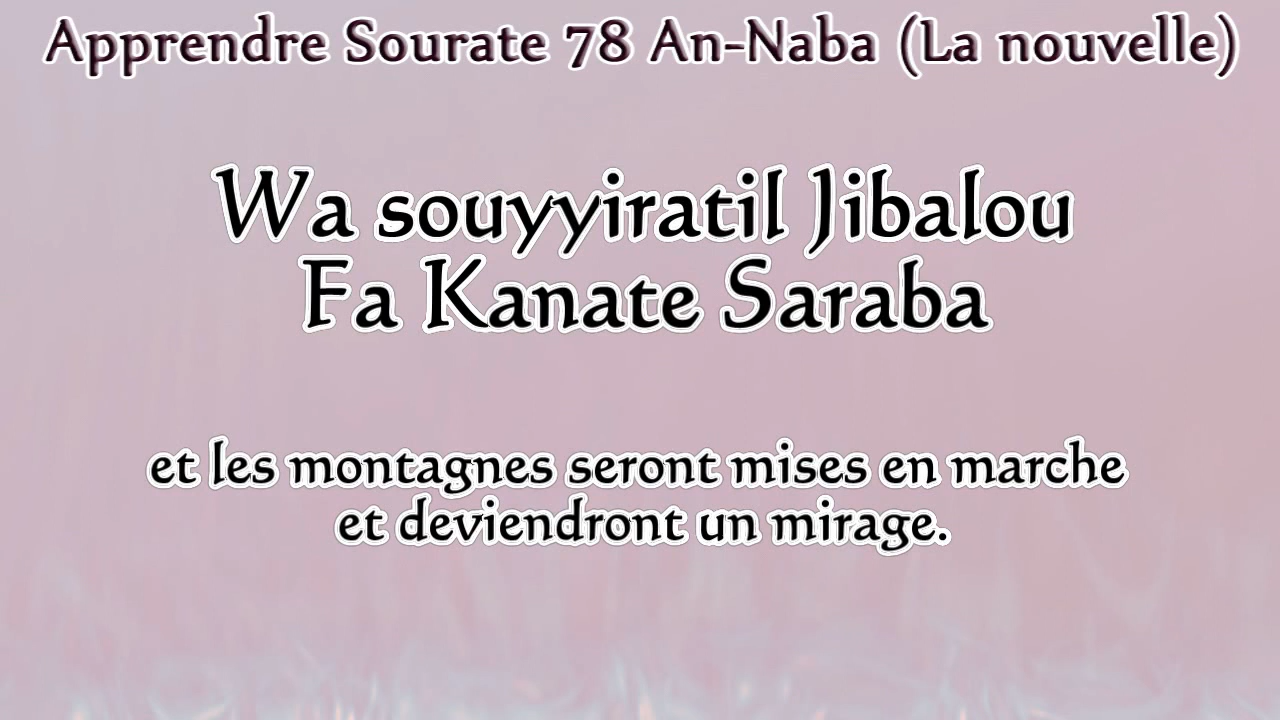 Apprendre Sourate 78 An-Naba (La nouvelle)
Wa souyyiratil Jibalou
Fa Kanate Saraba
et les montagnes seront mises en marche
et deviendront un mirage.